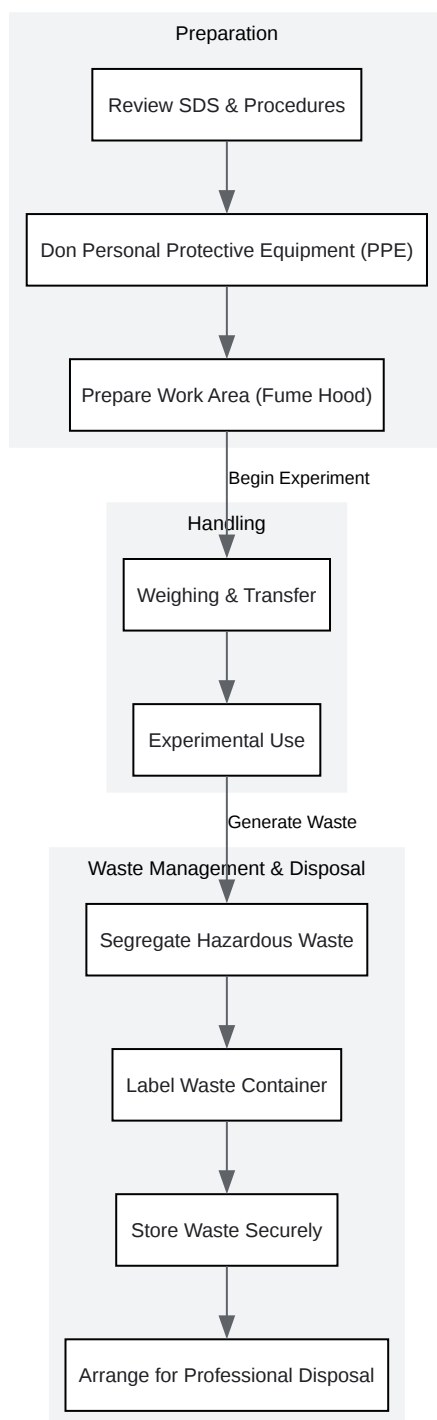 Preparation
Review SDS & Procedures
Don Personal Protective Equipment (PPE)
Prepare Work Area (Fume Hood)
Begin Experiment
Handling
Weighing & Transfer
Experimental Use
Generate Waste
Waste Management & Disposal
Segregate Hazardous Waste
Label Waste Container
Store Waste Securely
Arrange for Professional Disposal